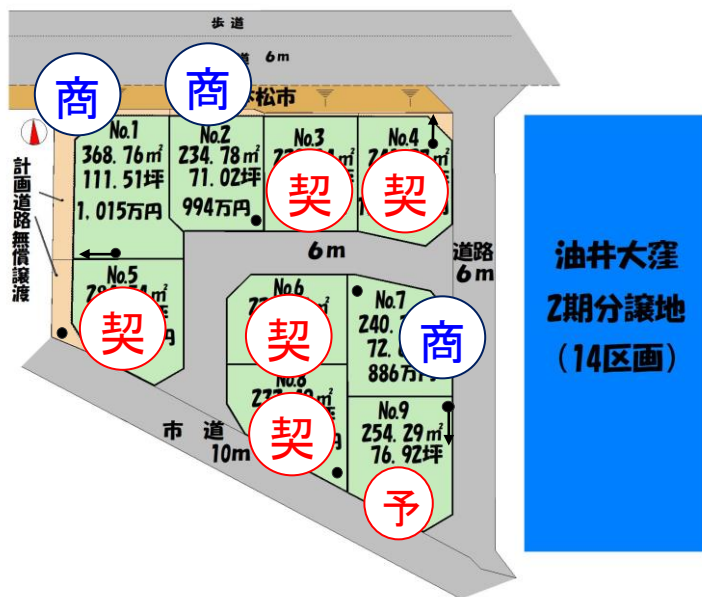 歩道
6m
商
商
松市
No.1
368.76㎡
111.51坪
1.015万円
No.2
234.78㎡
71.02坪
994万円
No.3
契
No.4
契
計画道路無償譲渡
6m
道路
6m
No.5
契
No.6
契
No.7
240.
72.
886万円
商
No.8
契
No.9
254.29㎡
76.92坪
予
市道
10m
油井大窪
2期分譲地
(14区画)